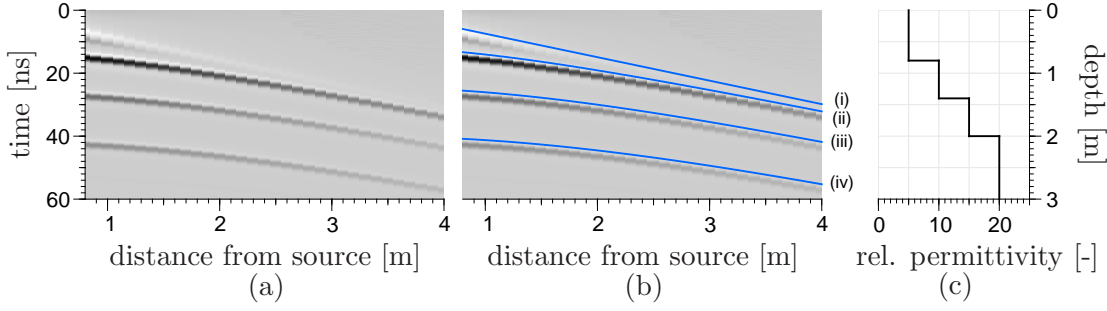 0
20
40
60
time [ns]
1 2 3 4
distance from source [m]
(a)
(i)
(ii)
(iii)
(iv)
1 2 3 4
distance from source [m]
(b)
0
1
2
3
depth [m]
0 10 20
rel. permittivity [-]
(c)